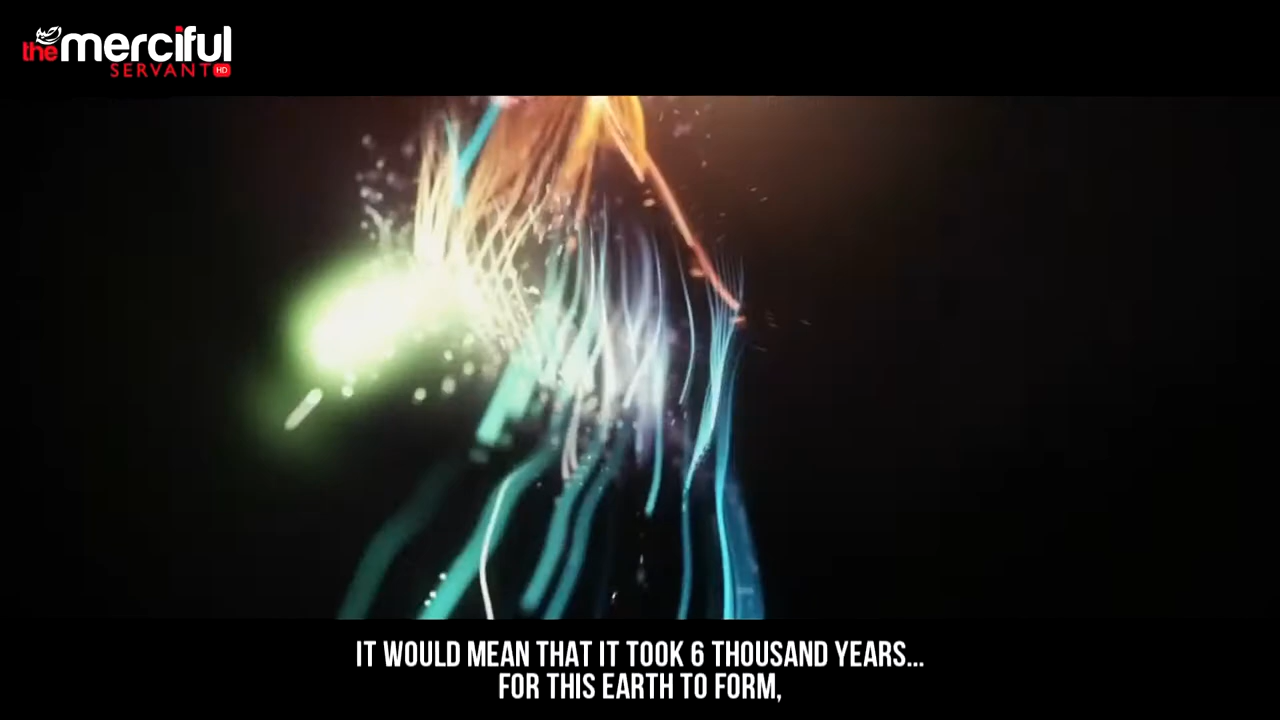 the merciful
SERVANT HD
IT WOULD MEAN THAT IT TOOK 6 THOUSAND YEARS...
FOR THIS EARTH TO FORM,